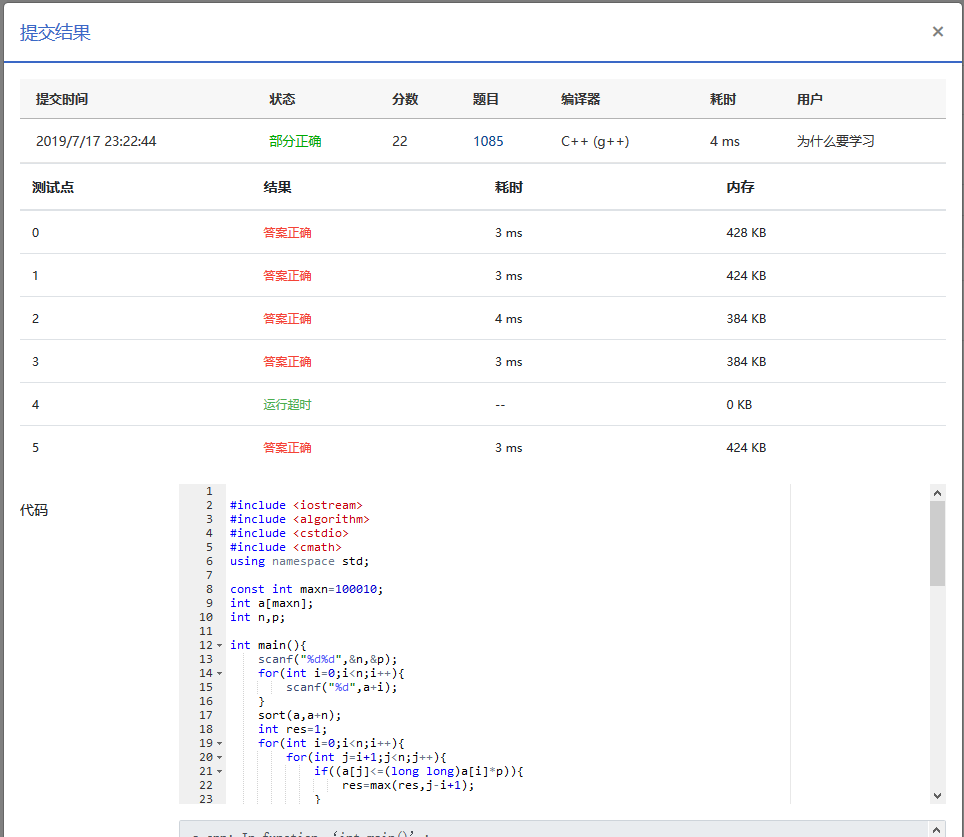 提交结果 ×
提交时间 状态 分数 题目 编译器 耗时 用户
2019/7/17 23:22:44 部分正确 22 1085 C++ (g++) 4 ms 为什么要学习
测试点 结果 耗时 内存
0 答案正确 3 ms 428 KB
1 答案正确 3 ms 424 KB
2 答案正确 4 ms 384 KB
3 答案正确 3 ms 384 KB
4 运行超时 -- 0 KB
5 答案正确 3 ms 424 KB
代码
1
2 #include <iostream>
3 #include <algorithm>
4 #include <cstdio>
5 #include <cmath>
6 using namespace std;
7
8 const int maxn=100010;
9 int a[maxn];
10 int n,p;
11
12 int main(){
13 scanf("%d%d",&n,&p);
14 for(int i=0;i<n;i++){
15 scanf("%d",a+i);
16 }
17 sort(a,a+n);
18 int res=1;
19 for(int i=0;i<n;i++){
20 for(int j=i+1;j<n;j++){
21 if((a[j]<=(long long)a[i]*p)){
22 res=max(res,j-i+1);
23 }
a.cpp: In function 'int main()':